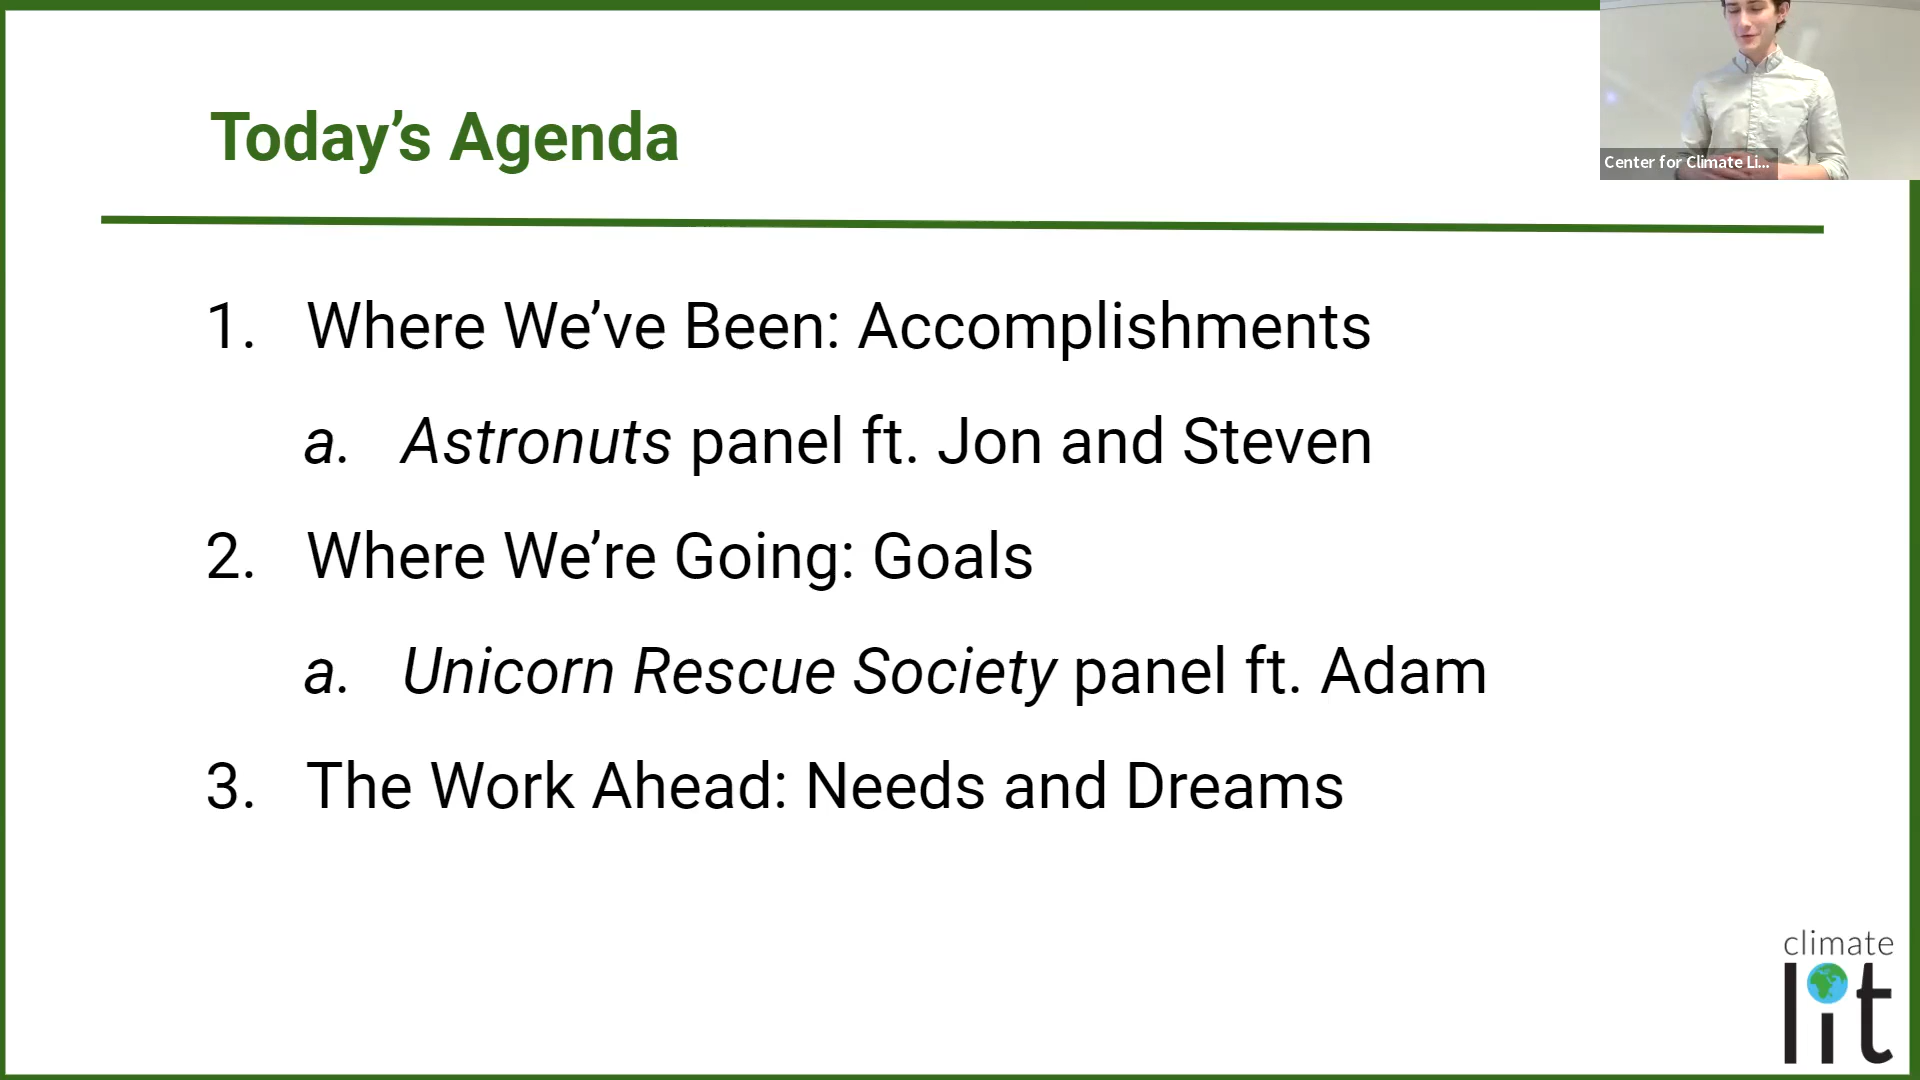 Today’s Agenda
Center for Climate Li...
1. Where We’ve Been: Accomplishments
a. Astronuts panel ft. Jon and Steven
2. Where We’re Going: Goals
a. Unicorn Rescue Society panel ft. Adam
3. The Work Ahead: Needs and Dreams
climate
lit